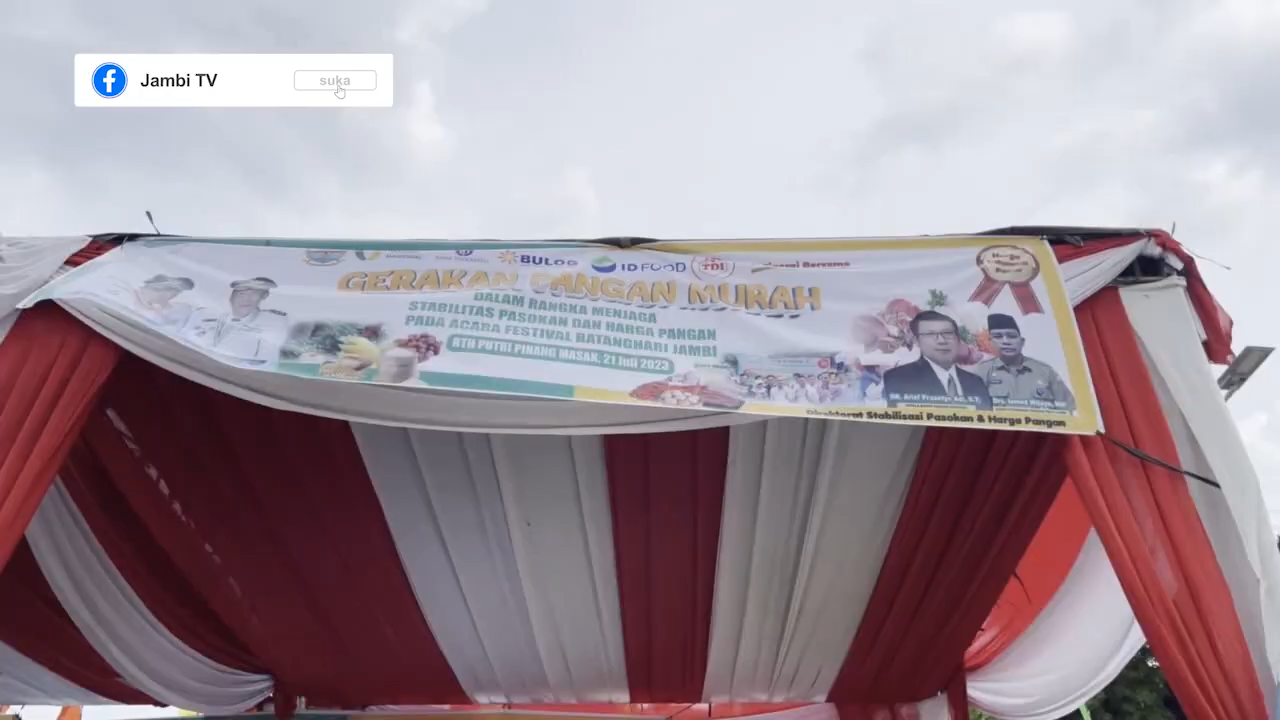 Jambi TV
suka
BULOG
ID FOOD
TDI
GERAKAN PANGAN MURAH
DALAM RANGKA MENJAGA
STABILITAS PASOKAN DAN HARGA PANGAN
PADA ACARA FESTIVAL BATANGHARI JAMBI
RTH PUTRI PINANG MASAK, 21 Juli 2023
Direktorat Stabilisasi Pasokan & Harga Pangan